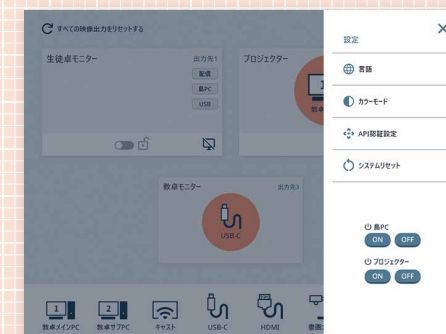 すべての映像出力をリセットする
生徒卓モニター
出力先1
配信
島PC
USB
プロジェクター
1
教卓モニター
出力先3
USB-C
1
教卓メインPC
2
教卓サブPC
キャスト
USB-C
HDMI
設定
言語
カラーモード
API認証設定
システムリセット
島PC
ON OFF
プロジェクター
ON OFF